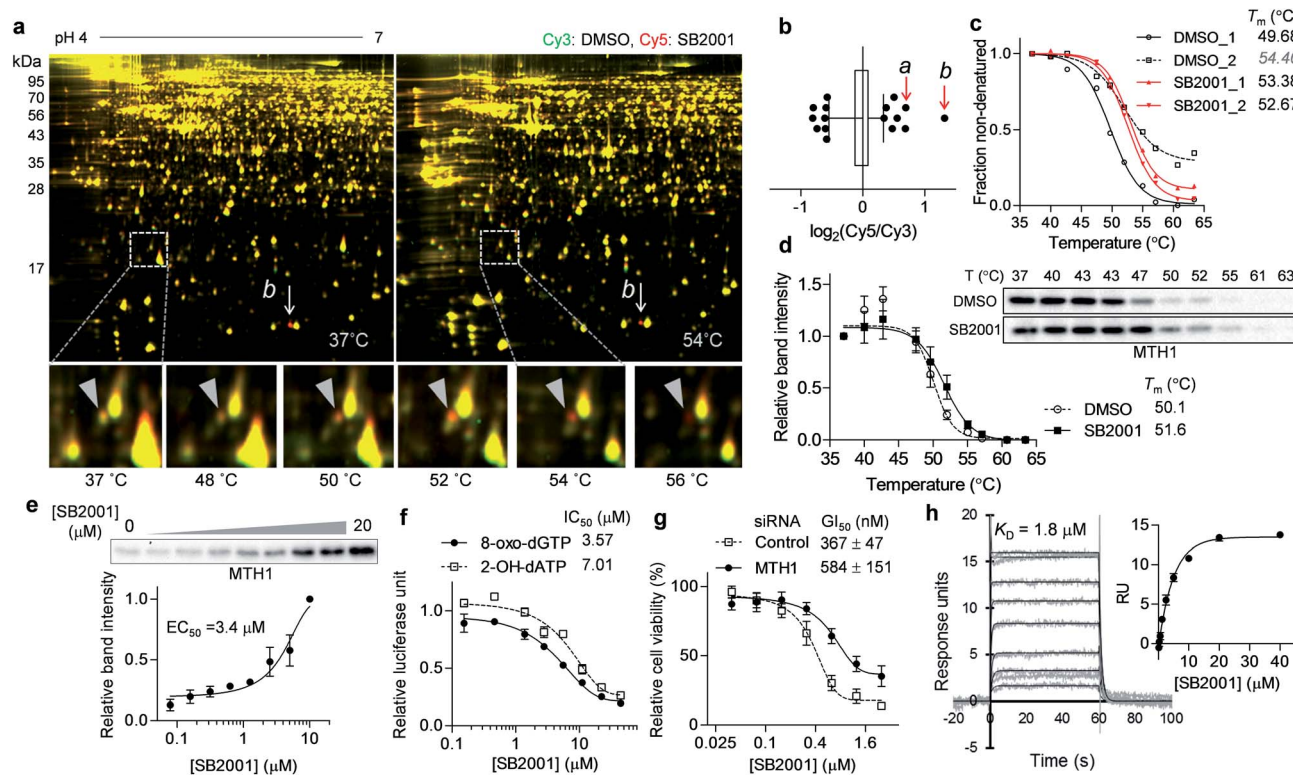 a
pH 4 7
Cy3: DMSO, Cy5: SB2001
kDa
95
70
56
43
35
28
17
b
37°C
b
54°C
37 °C 48 °C 50 °C 52 °C 54 °C 56 °C
b
a b
-1 0 1
log2(Cy5/Cy3)
c
Tm (°C)
DMSO_1 49.68
DMSO_2 54.40
SB2001_1 53.38
SB2001_2 52.67
Fraction non-denatured
1.0
0.5
0.0
35 40 45 50 55 60 65
Temperature (°C)
d
Relative band intensity
1.5
1.0
0.5
0.0
35 40 45 50 55 60 65
Temperature (°C)
T (°C) 37 40 43 43 47 50 52 55 61 63
DMSO
SB2001
MTH1
Tm (°C)
DMSO 50.1
SB2001 51.6
e
[SB2001] 0 20
(µM)
MTH1
Relative band intensity
1.0
0.5
0.0
EC50 =3.4 µM
0.1 1 10
[SB2001] (µM)
f
IC50 (µM)
8-oxo-dGTP 3.57
2-OH-dATP 7.01
Relative luciferase unit
1.0
0.5
1.0
0.1 1 10
[SB2001] (µM)
g
siRNA GI50 (nM)
Control 367 ± 47
MTH1 584 ± 151
Relative cell viability (%)
100
50
0
0.025 0.1 0.4 1.6
[SB2001] (µM)
h
KD = 1.8 µM
Response units
20
15
10
5
0
-5
-20 0 20 40 60 80 100
Time (s)
RU
15
10
5
0
0 10 20 30 40
[SB2001] (µM)